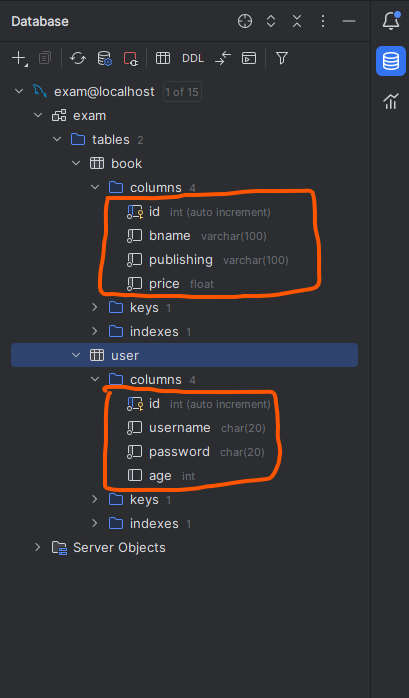 Database
DDL
exam@localhost 1 of 15
exam
tables 2
book
columns 4
id int (auto increment)
bname varchar(100)
publishing varchar(100)
price float
keys 1
indexes 1
user
columns 4
id int (auto increment)
username char(20)
password char(20)
age int
keys 1
indexes 1
Server Objects